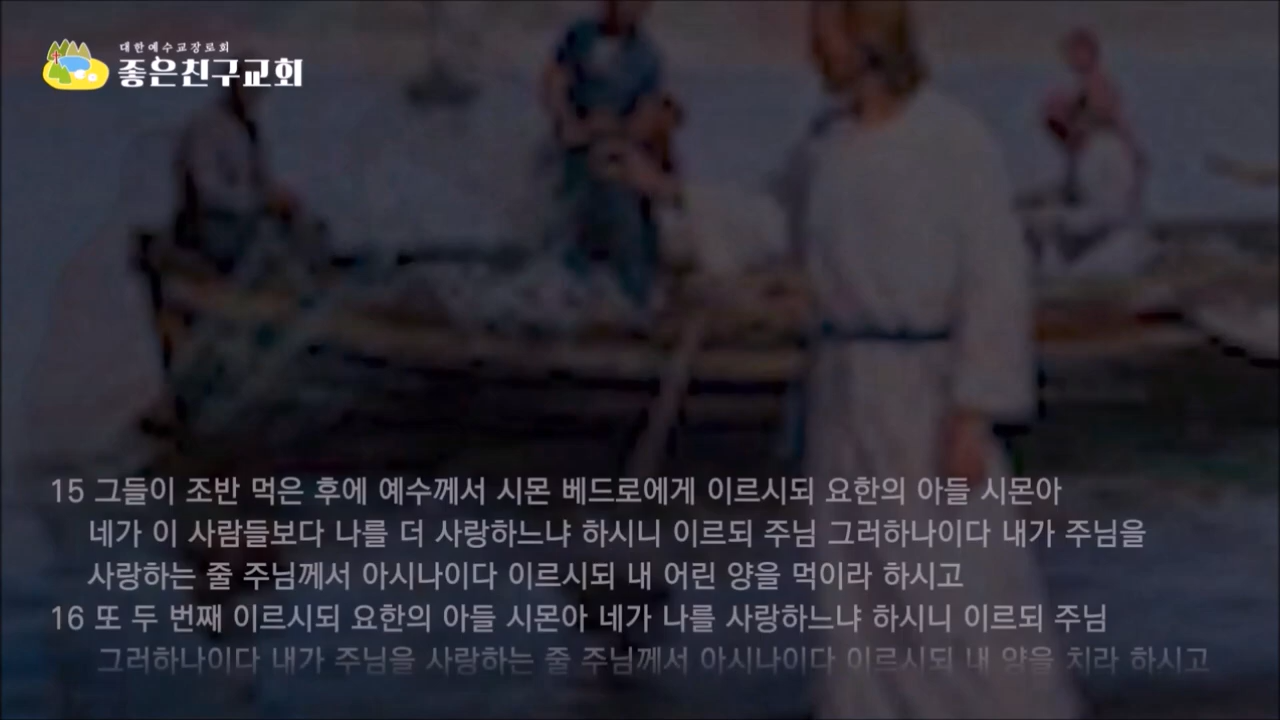 대한예수교장로회
좋은친구교회
15 그들이 조반 먹은 후에 예수께서 시몬 베드로에게 이르시되 요한의 아들 시몬아
네가 이 사람들보다 나를 더 사랑하느냐 하시니 이르되 주님 그러하나이다 내가 주님을
사랑하는 줄 주님께서 아시나이다 이르시되 내 어린 양을 먹이라 하시고
16 또 두 번째 이르시되 요한의 아들 시몬아 네가 나를 사랑하느냐 하시니 이르되 주님
그러하나이다 내가 주님을 사랑하는 줄 주님께서 아시나이다 이르시되 내 양을 치라 하시고